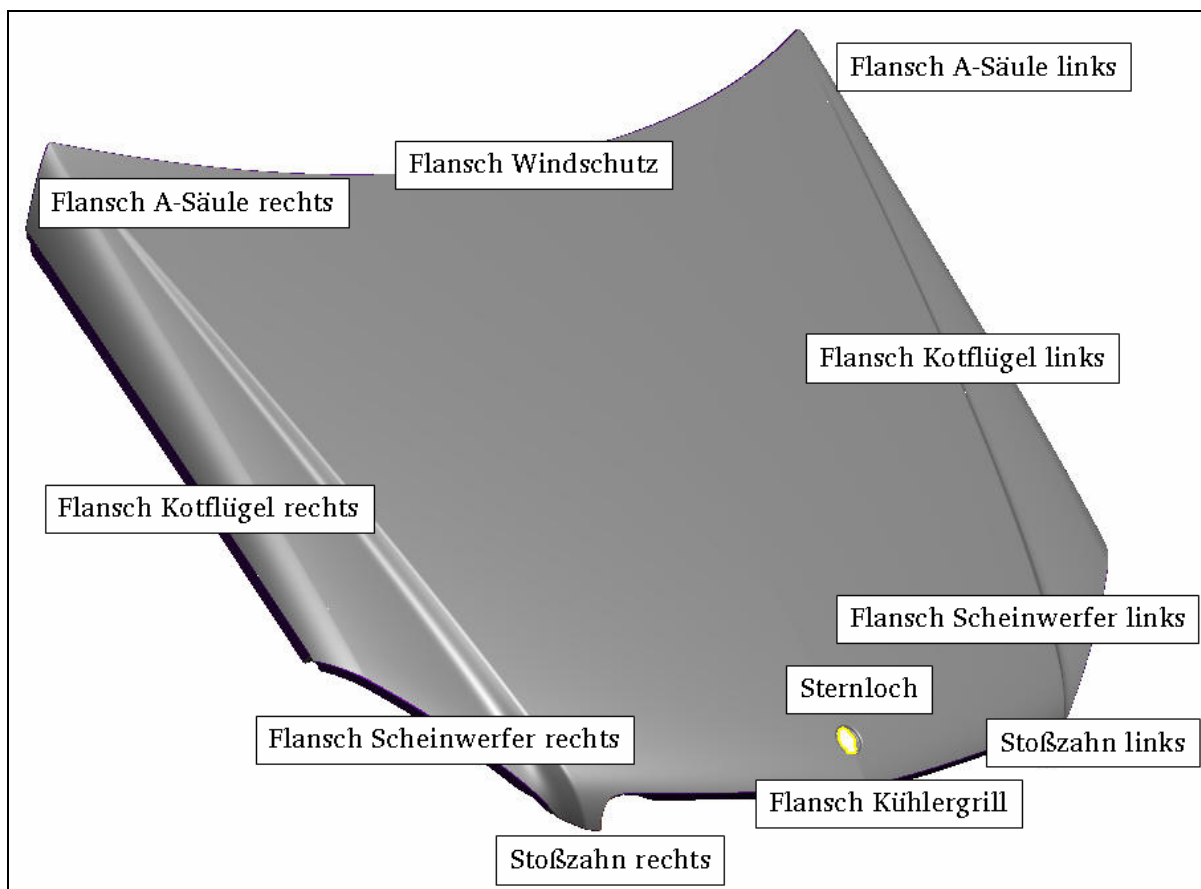 Flansch A-Säule links
Flansch Windschutz
Flansch A-Säule rechts
Flansch Kotflügel links
Flansch Kotflügel rechts
Flansch Scheinwerfer links
Sternloch
Flansch Scheinwerfer rechts
Stoßzahn links
Flansch Kühlergrill
Stoßzahn rechts